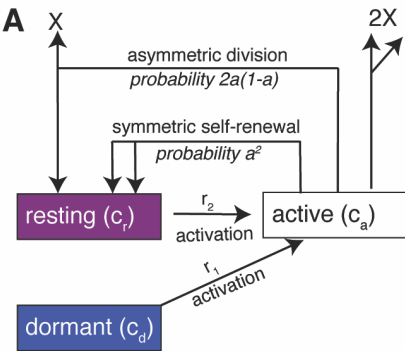 A
X
2X
asymmetric division
probability 2a(1-a)
symmetric self-renewal
probability a²
resting (cᵣ)
r₂
activation
active (cₐ)
r₁
activation
dormant (c_d)